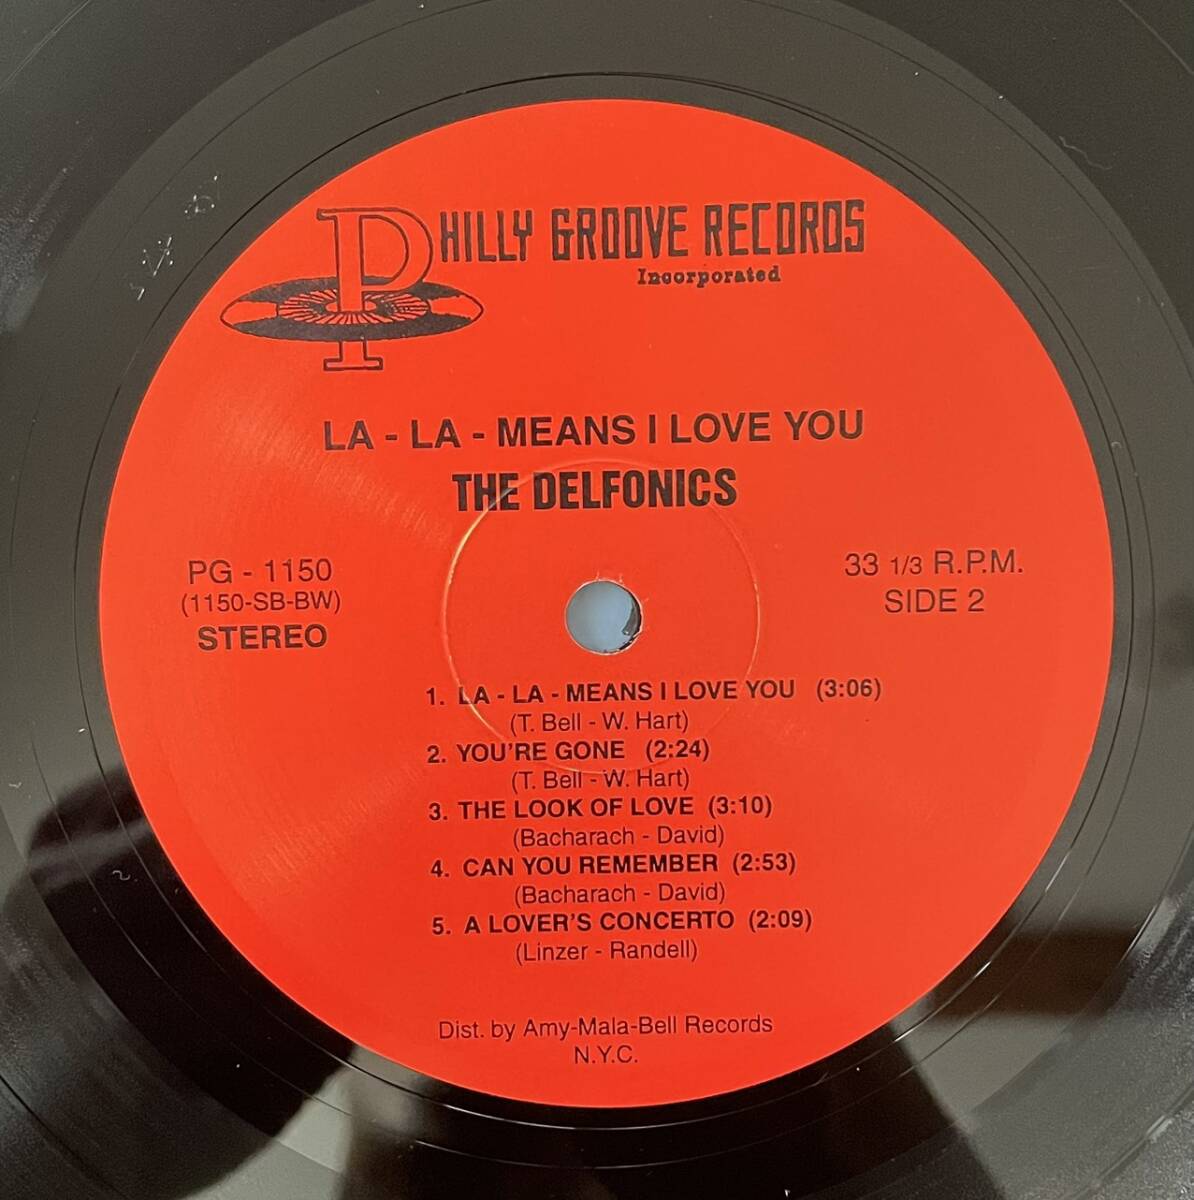 PHILLY GROOVE RECORDS
Incorporated
LA - LA - MEANS I LOVE YOU
THE DELFONICS
PG - 1150
(1150-SB-BW)
STEREO
33 1/3 R.P.M.
SIDE 2
1. LA - LA - MEANS I LOVE YOU (3:06)
(T. Bell - W. Hart)
2. YOU'RE GONE (2:24)
(T. Bell - W. Hart)
3. THE LOOK OF LOVE (3:10)
(Bacharach - David)
4. CAN YOU REMEMBER (2:53)
(Bacharach - David)
5. A LOVER'S CONCERTO (2:09)
(Linzer - Randell)
Dist. by Amy-Mala-Bell Records
N.Y.C.